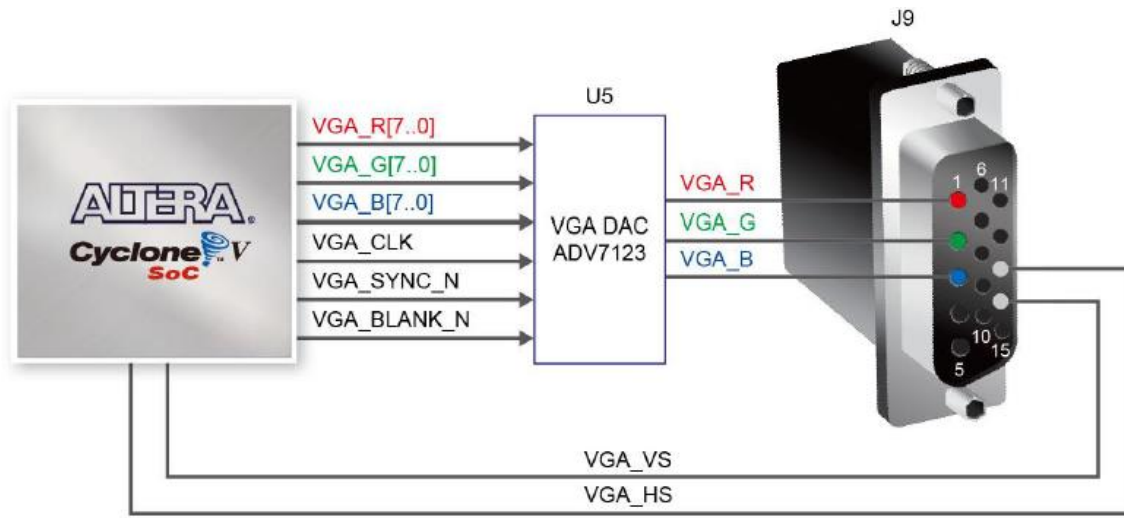 J9
U5
ALTERA®
Cyclone™ V
SoC
VGA_R[7..0]
VGA_G[7..0]
VGA_B[7..0]
VGA_CLK
VGA_SYNC_N
VGA_BLANK_N
VGA DAC
ADV7123
VGA_R
VGA_G
VGA_B
1
6
11
5
10
15
VGA_VS
VGA_HS